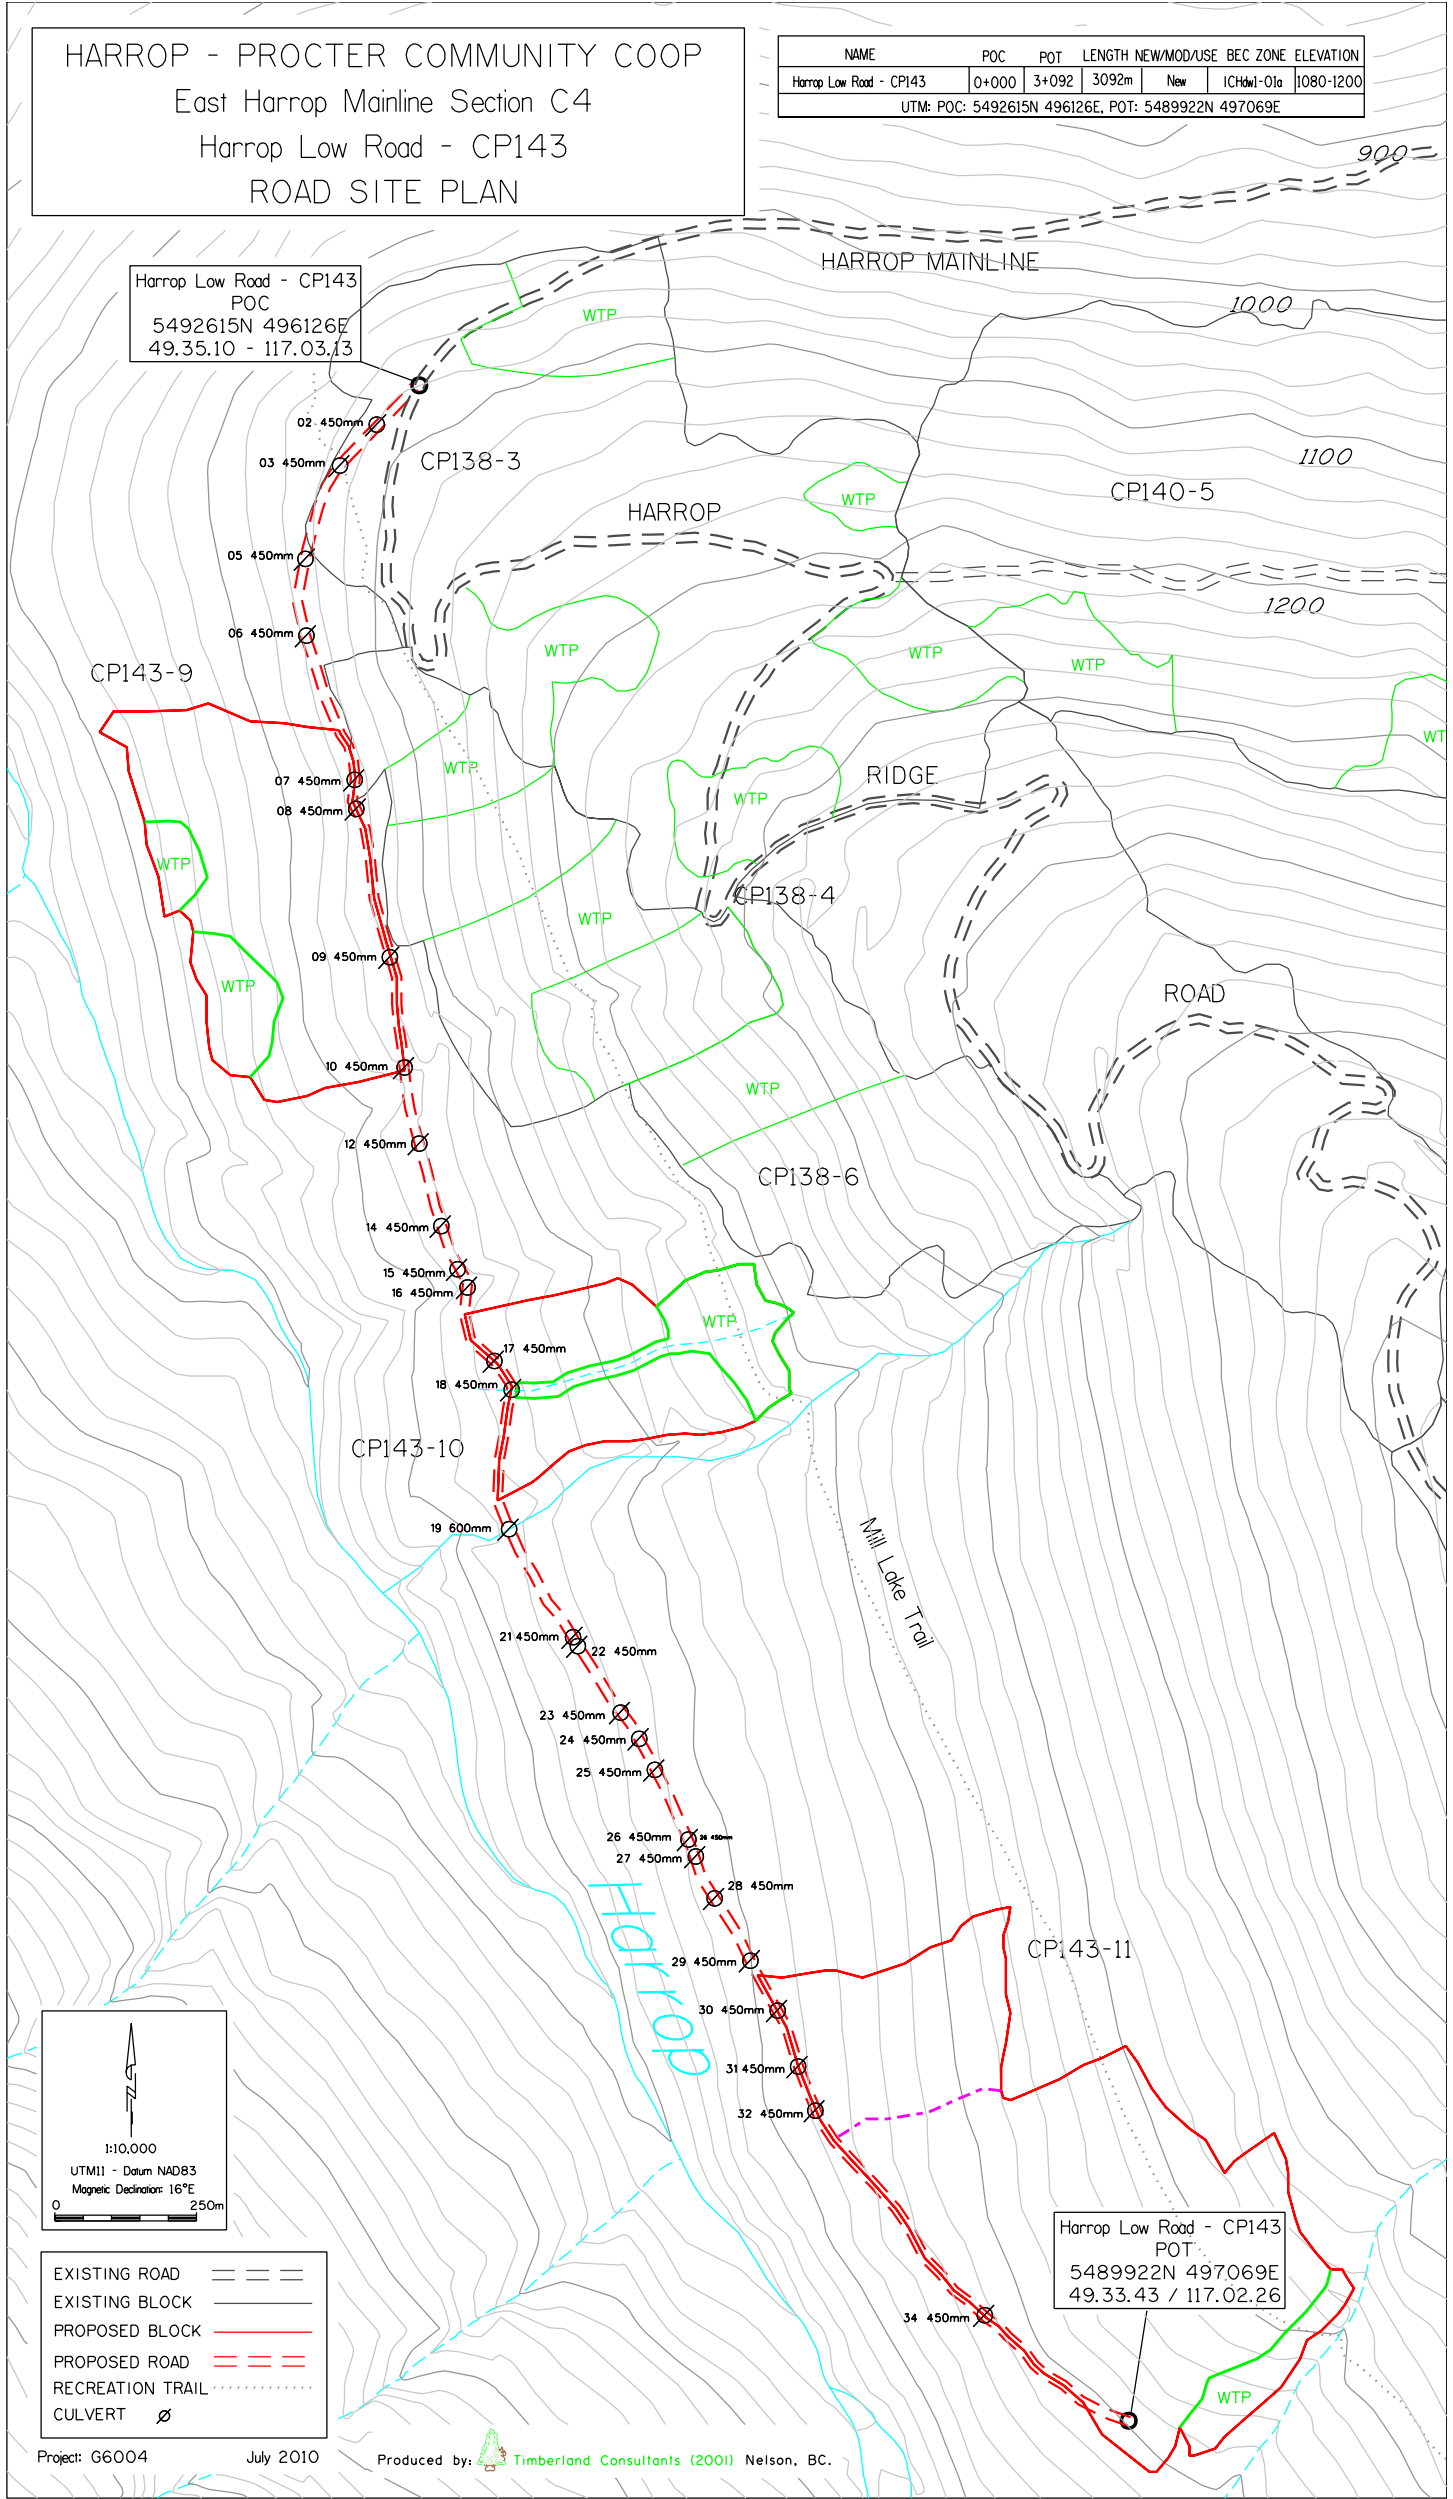 HARROP - PROCTER COMMUNITY COOP
East Harrop Mainline Section C4
Harrop Low Road - CP143
ROAD SITE PLAN
NAME POC POT LENGTH NEW/MOD/USE BEC ZONE ELEVATION
Harrop Low Road - CP143 0+000 3+092 3092m New ICHdw1-01a 1080-1200
UTM: POC: 5492615N 496126E, POT: 5489922N 497069E
900
HARROP MAINLINE
Harrop Low Road - CP143
POC
5492615N 496126E
49.35.10 - 117.03.13
WTP
1000
02 450mm
03 450mm
CP138-3
1100
CP140-5
WTP
HARROP
05 450mm
1200
06 450mm
WTP
WTP
WTP
CP143-9
WT
WTP
RIDGE
07 450mm
WTP
08 450mm
WTP
CP138-4
WTP
09 450mm
WTP
ROAD
10 450mm
WTP
12 450mm
CP138-6
14 450mm
15 450mm
16 450mm
WTP
17 450mm
18 450mm
CP143-10
19 600mm
Mill Lake Trail
21 450mm
22 450mm
23 450mm
24 450mm
25 450mm
26 450mm
26 450mm
27 450mm
28 450mm
Harrop
29 450mm
CP143-11
30 450mm
31 450mm
32 450mm
1:10,000
UTM11 - Datum NAD83
Magnetic Declination: 16°E
0 250m
Harrop Low Road - CP143
POT
5489922N 497069E
49.33.43 / 117.02.26
34 450mm
WTP
EXISTING ROAD
EXISTING BLOCK
PROPOSED BLOCK
PROPOSED ROAD
RECREATION TRAIL
CULVERT
Project: G6004 July 2010
Produced by: Timberland Consultants (2001) Nelson, BC.